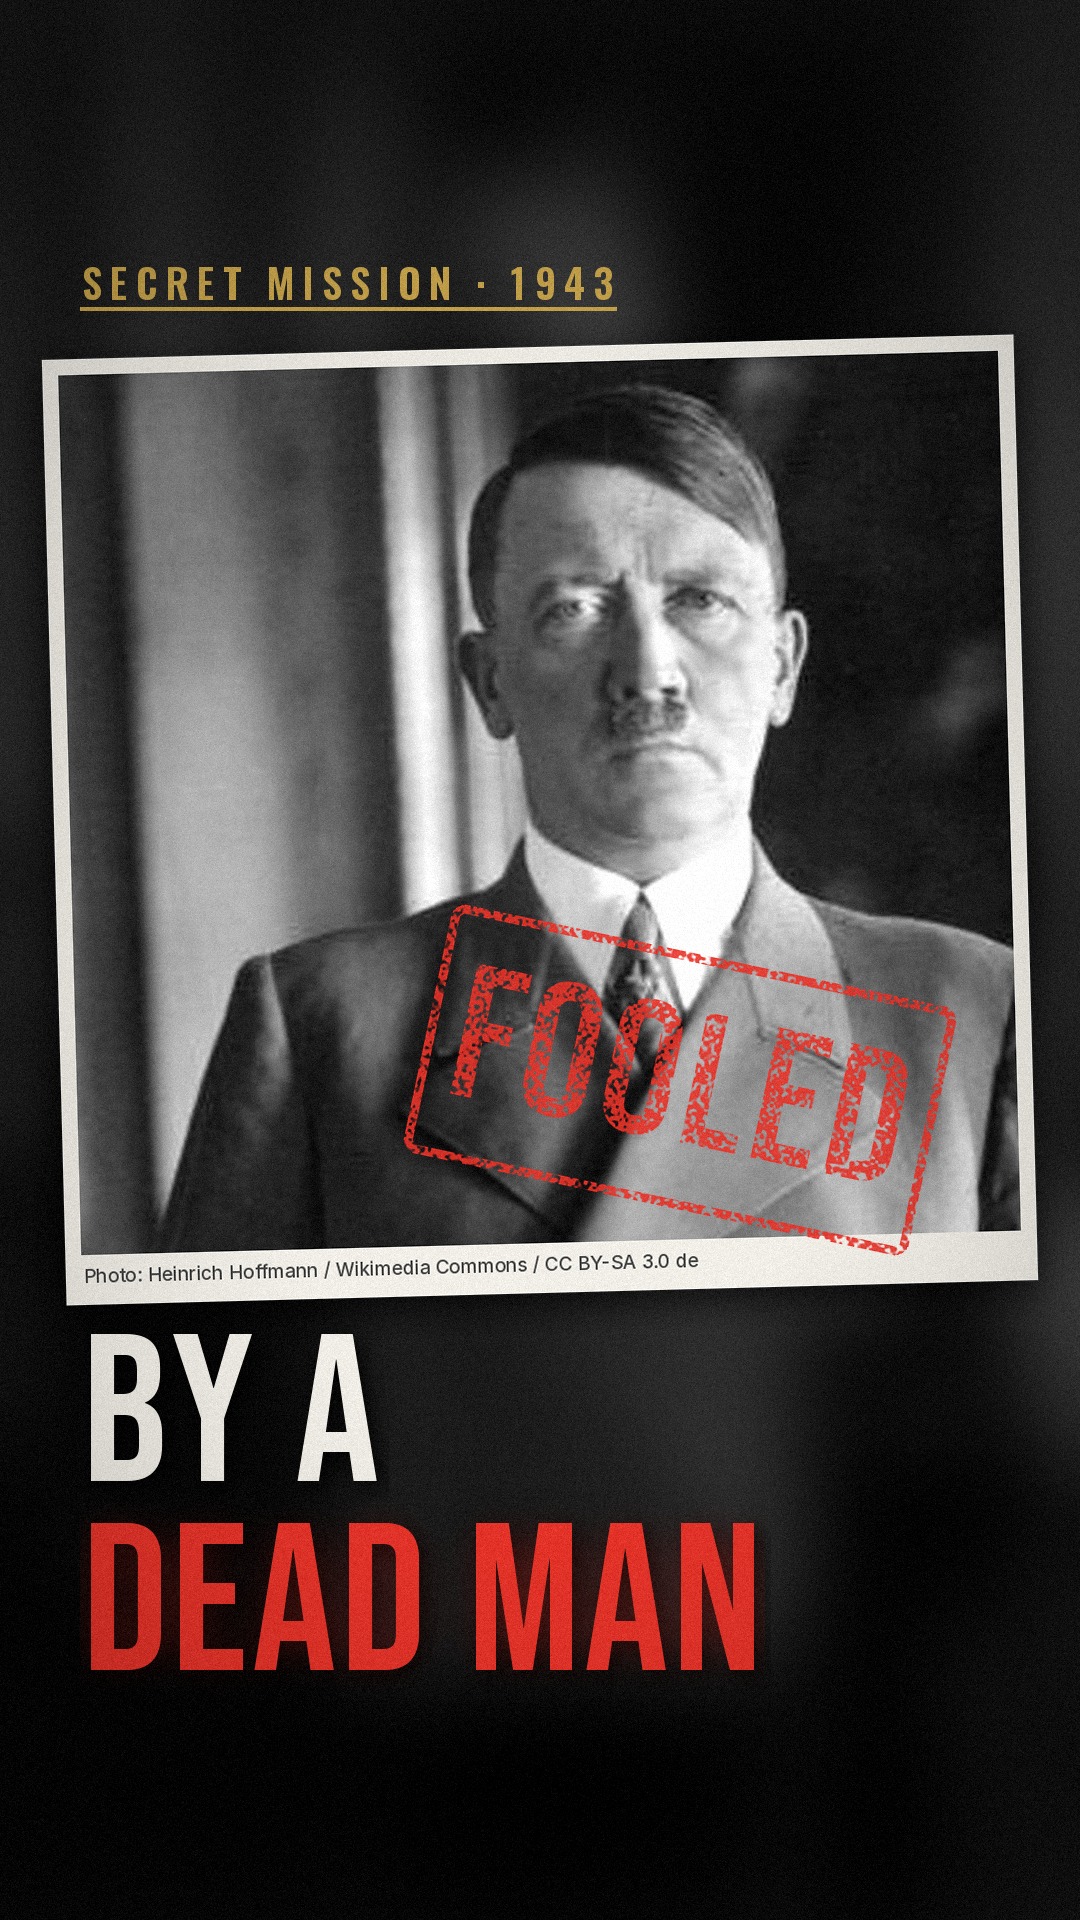 SECRET MISSION · 1943
FOOLED
Photo: Heinrich Hoffmann / Wikimedia Commons / CC BY-SA 3.0 de
BY A
DEAD MAN